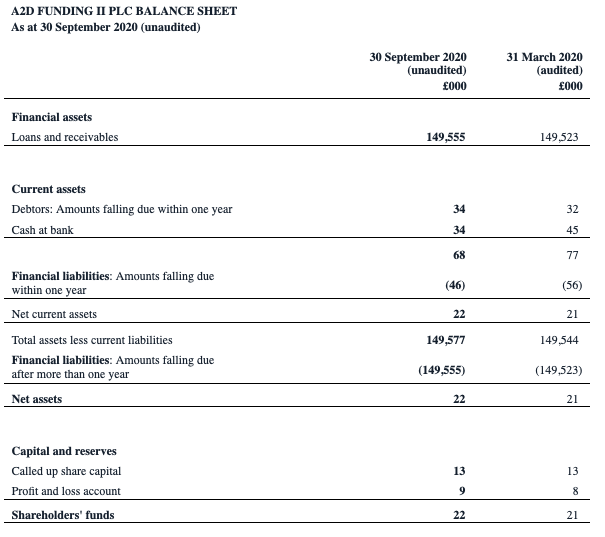 A2D FUNDING II PLC BALANCE SHEET
As at 30 September 2020 (unaudited)
30 September 2020 31 March 2020
(unaudited) (audited)
£000 £000
Financial assets
Loans and receivables 149,555 149,523
Current assets
Debtors: Amounts falling due within one year 34 32
Cash at bank 34 45
68 77
Financial liabilities: Amounts falling due
within one year (46) (56)
Net current assets 22 21
Total assets less current liabilities 149,577 149,544
Financial liabilities: Amounts falling due
after more than one year (149,555) (149,523)
Net assets 22 21
Capital and reserves
Called up share capital 13 13
Profit and loss account 9 8
Shareholders' funds 22 21